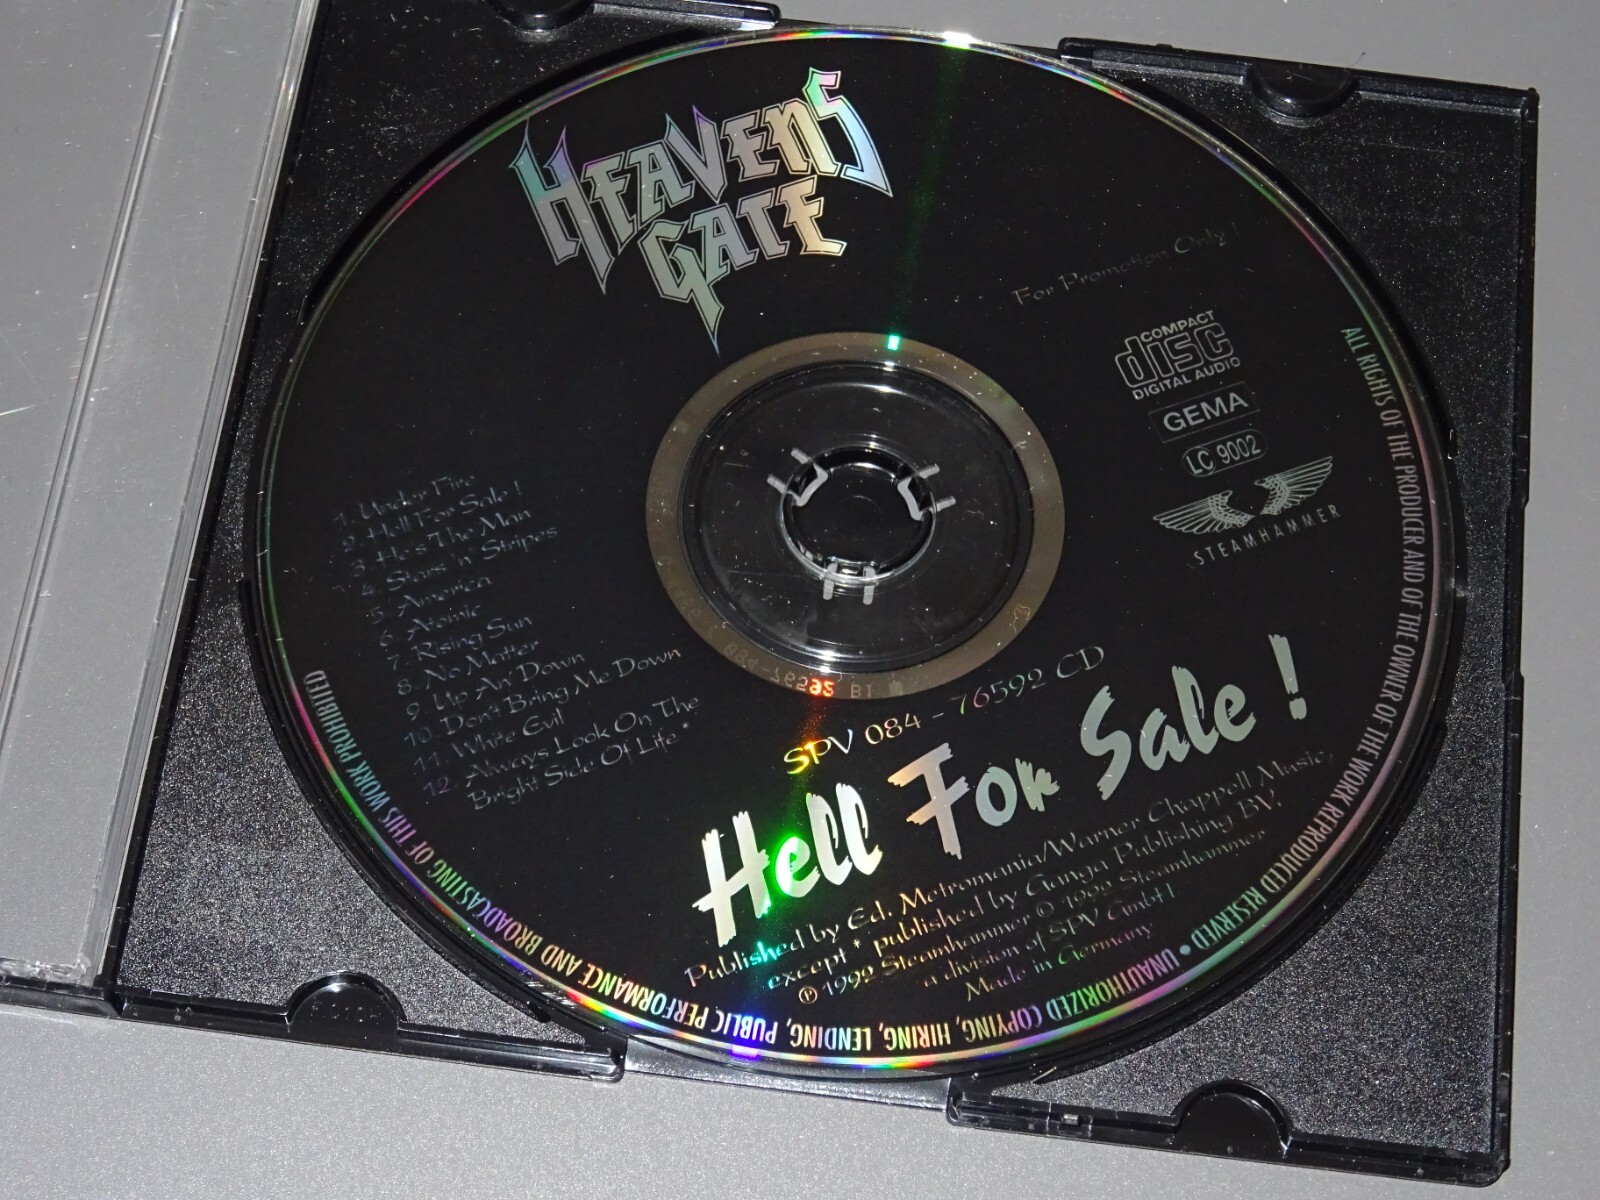 HEAVENS
GATE
For Promotion Only !
COMPACT
disc
DIGITAL AUDIO
GEMA
LC 9002
STEAMHAMMER
1. Under Fire
2. Hell For Sale !
3. He's The Man
4. Stars 'n' Stripes
5. America
6. Atomic
7. Rising Sun
8. No Matter
9. Up An' Down
10. Don't Bring Me Down
11. White Evil
12. Always Look On The
Bright Side Of Life *
084-76592 BT
SPV 084 - 76592 CD
Hell For Sale !
Published by Ed. Metromania/Warner Chappell Music,
except * published by Ganga Publishing BV.
℗ 1992 Steamhammer © 1992 Steamhammer
a division of SPV GmbH
Made in Germany
ALL RIGHTS OF THE PRODUCER AND OF THE OWNER OF THE WORK REPRODUCED RESERVED • UNAUTHORIZED COPYING, HIRING, LENDING, PUBLIC PERFORMANCE AND BROADCASTING OF THIS WORK PROHIBITED